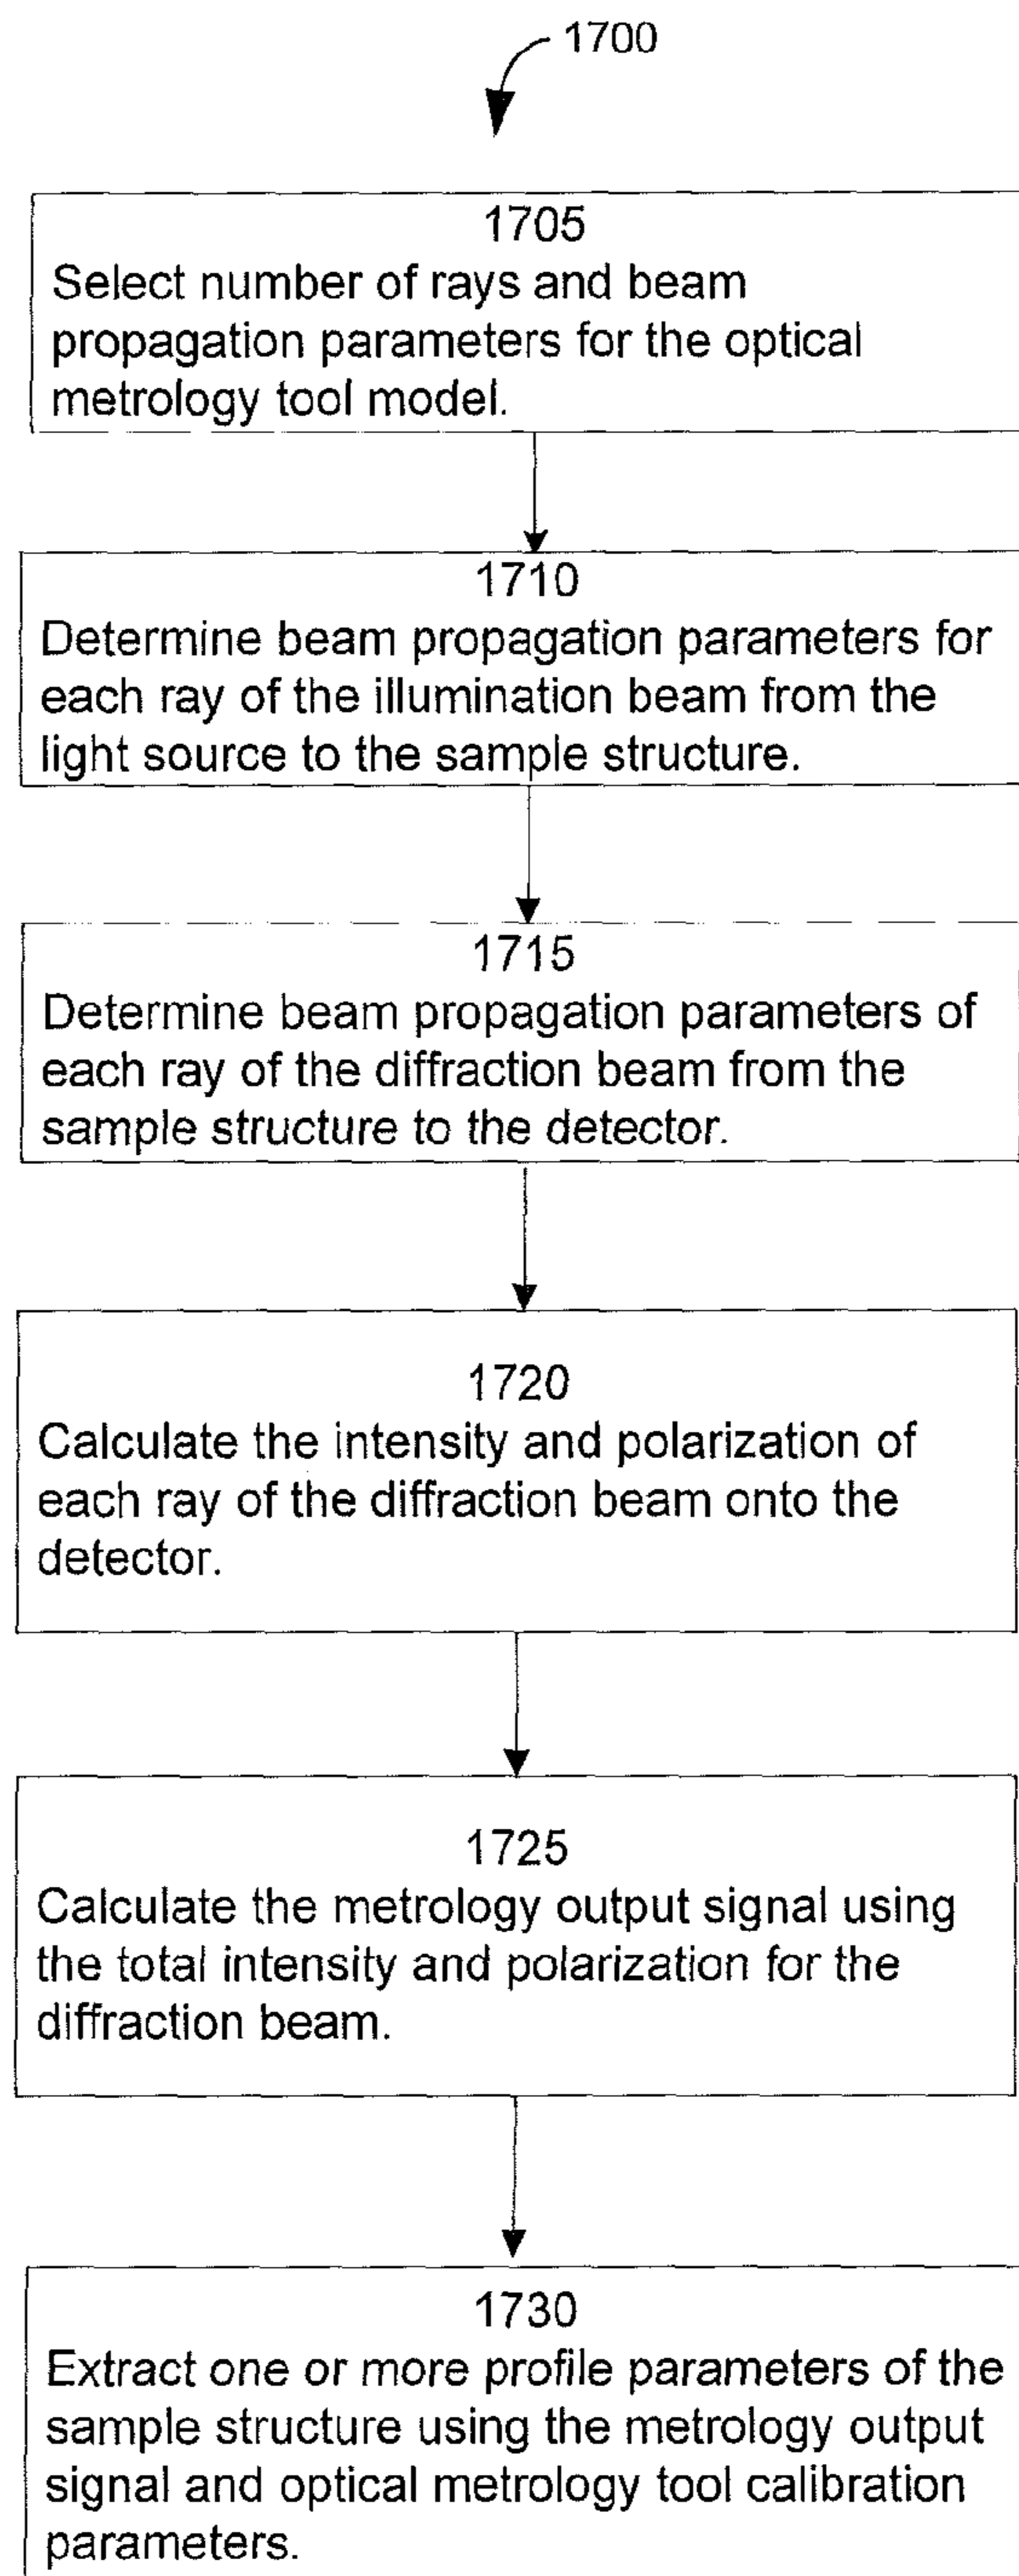 1700
1705
Select number of rays and beam
propagation parameters for the optical
metrology tool model.
1710
Determine beam propagation parameters for
each ray of the illumination beam from the
light source to the sample structure.
1715
Determine beam propagation parameters of
each ray of the diffraction beam from the
sample structure to the detector.
1720
Calculate the intensity and polarization of
each ray of the diffraction beam onto the
detector.
1725
Calculate the metrology output signal using
the total intensity and polarization for the
diffraction beam.
1730
Extract one or more profile parameters of the
sample structure using the metrology output
signal and optical metrology tool calibration
parameters.